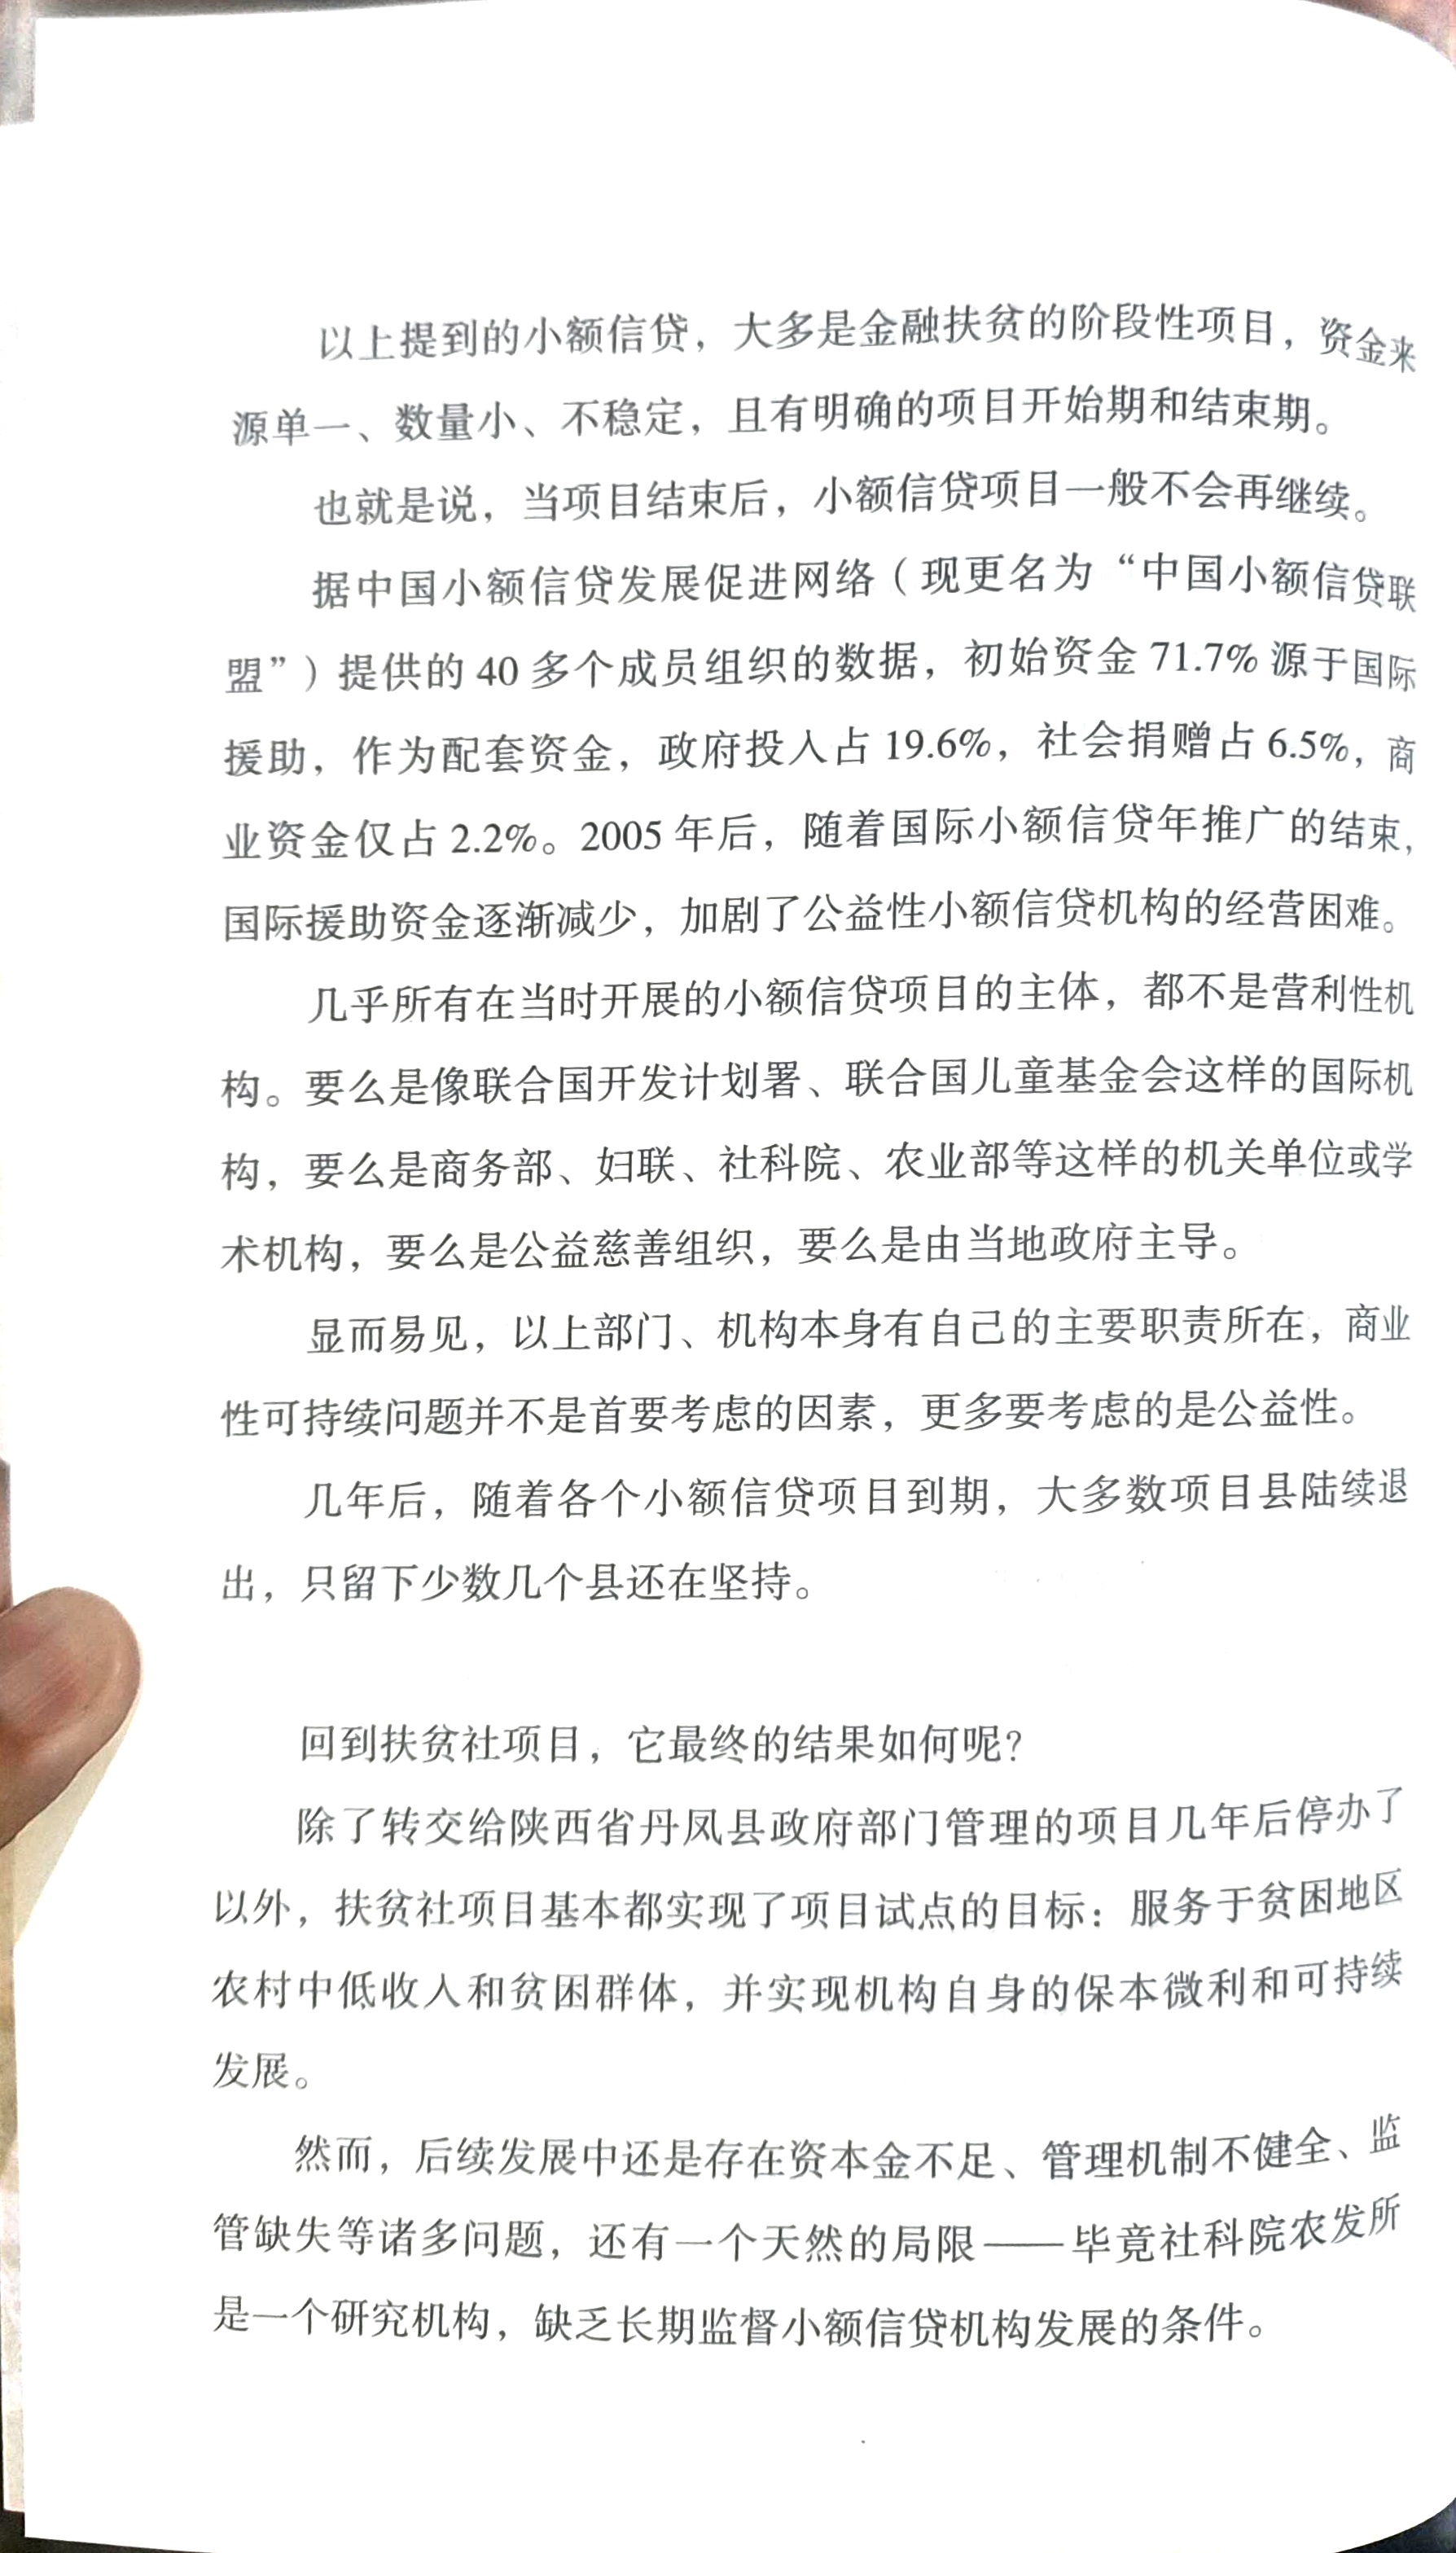 以上提到的小额信贷，大多是金融扶贫的阶段性项目，资金来
源单一、数量小、不稳定，且有明确的项目开始期和结束期。
也就是说，当项目结束后，小额信贷项目一般不会再继续。
据中国小额信贷发展促进网络（现更名为“中国小额信贷联
盟”）提供的 40 多个成员组织的数据，初始资金 71.7% 源于国际
援助，作为配套资金，政府投入占 19.6%，社会捐赠占 6.5%，商
业资金仅占 2.2%。2005 年后，随着国际小额信贷年推广的结束，
国际援助资金逐渐减少，加剧了公益性小额信贷机构的经营困难。
几乎所有在当时开展的小额信贷项目的主体，都不是营利性机
构。要么是像联合国开发计划署、联合国儿童基金会这样的国际机
构，要么是商务部、妇联、社科院、农业部等这样的机关单位或学
术机构，要么是公益慈善组织，要么是由当地政府主导。
显而易见，以上部门、机构本身有自己的主要职责所在，商业
性可持续问题并不是首要考虑的因素，更多要考虑的是公益性。
几年后，随着各个小额信贷项目到期，大多数项目县陆续退
出，只留下少数几个县还在坚持。
回到扶贫社项目，它最终的结果如何呢？
除了转交给陕西省丹凤县政府部门管理的项目几年后停办了
以外，扶贫社项目基本都实现了项目试点的目标：服务于贫困地区
农村中低收入和贫困群体，并实现机构自身的保本微利和可持续
发展。
然而，后续发展中还是存在资本金不足、管理机制不健全、监
管缺失等诸多问题，还有一个天然的局限——毕竟社科院农发所
是一个研究机构，缺乏长期监督小额信贷机构发展的条件。